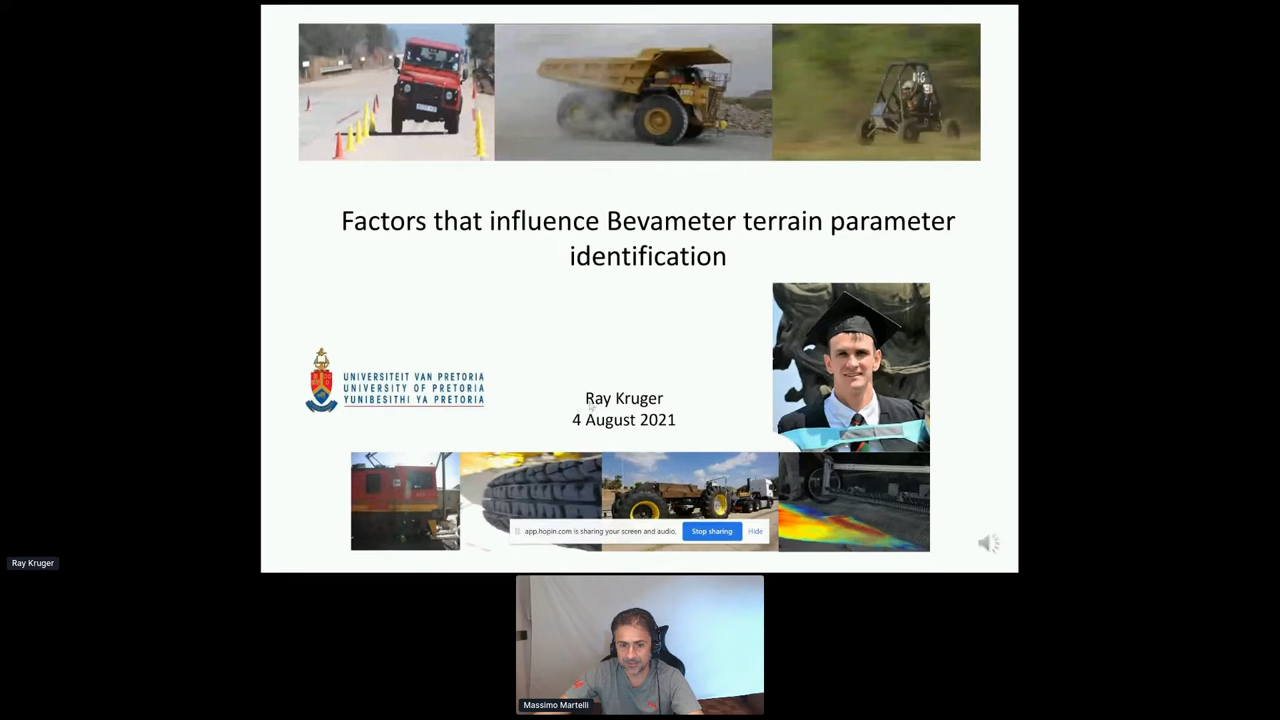 Factors that influence Bevameter terrain parameter
identification
UNIVERSITEIT VAN PRETORIA
UNIVERSITY OF PRETORIA
YUNIBESITHI YA PRETORIA
Ray Kruger
4 August 2021
app.hopin.com is sharing your screen and audio.
Stop sharing
Hide
Ray Kruger
Massimo Martelli